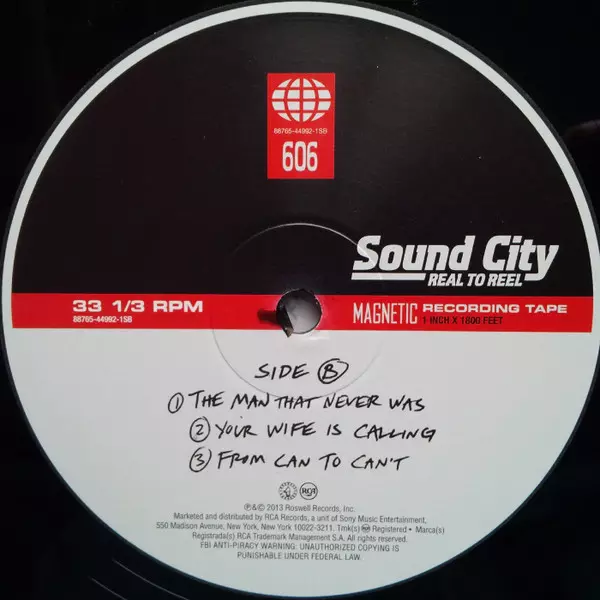 88765-44992-1SB
606
Sound City
REAL TO REEL
33 1/3 RPM
88765-44992-1SB
MAGNETIC RECORDING TAPE
1 INCH X 1800 FEET
SIDE B
1 THE MAN THAT NEVER WAS
2 YOUR WIFE IS CALLING
3 FROM CAN TO CAN'T
RCA
℗&© 2013 Roswell Records, Inc.
Marketed and distributed by RCA Records, a unit of Sony Music Entertainment,
550 Madison Avenue, New York, New York 10022-3211. Tmk(s) ® Registered • Marca(s)
Registrada(s) RCA Trademark Management S.A. All rights reserved.
FBI ANTI-PIRACY WARNING: UNAUTHORIZED COPYING IS
PUNISHABLE UNDER FEDERAL LAW.